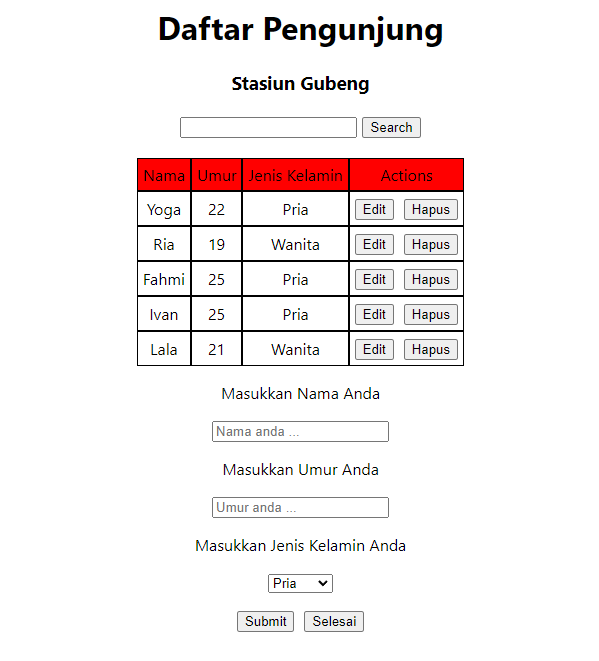 Daftar Pengunjung
Stasiun Gubeng
Search
Nama Umur Jenis Kelamin Actions
Yoga 22 Pria Edit Hapus
Ria 19 Wanita Edit Hapus
Fahmi 25 Pria Edit Hapus
Ivan 25 Pria Edit Hapus
Lala 21 Wanita Edit Hapus
Masukkan Nama Anda
Nama anda ...
Masukkan Umur Anda
Umur anda ...
Masukkan Jenis Kelamin Anda
Pria
Submit Selesai